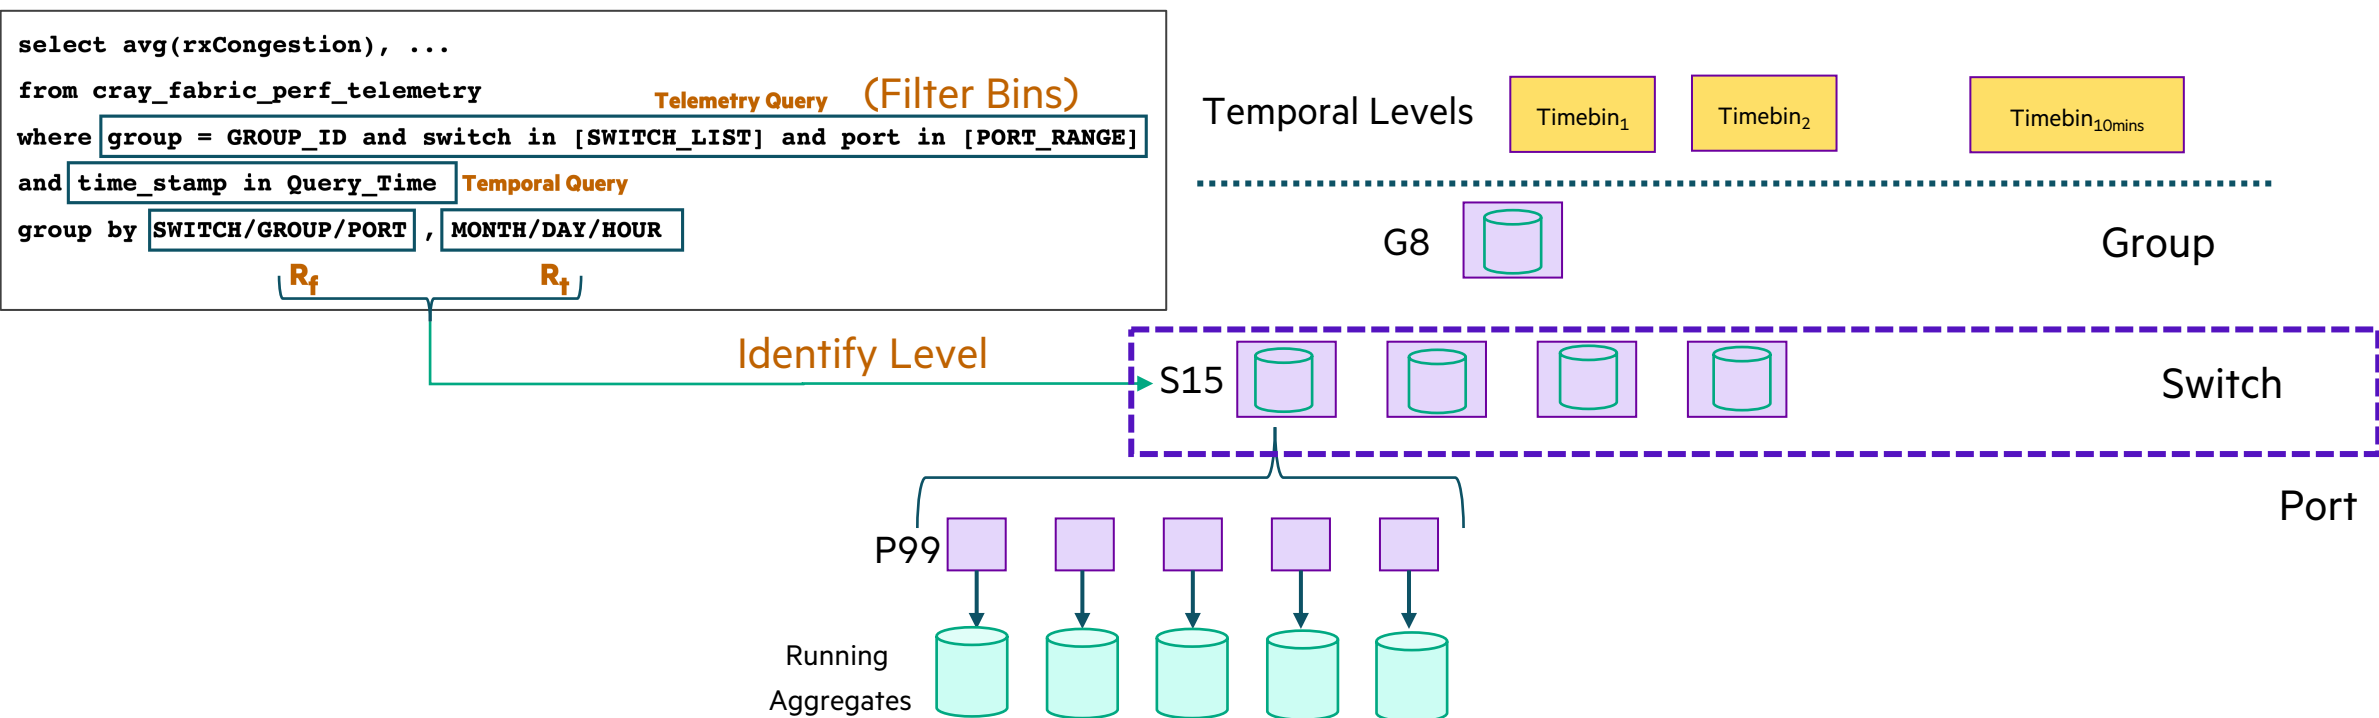 select avg(rxCongestion), ...
from cray_fabric_perf_telemetry
Telemetry Query (Filter Bins)
where group = GROUP_ID and switch in [SWITCH_LIST] and port in [PORT_RANGE]
and time_stamp in Query_Time Temporal Query
group by SWITCH/GROUP/PORT , MONTH/DAY/HOUR
Rf Rt
Identify Level
Temporal Levels Timebin1 Timebin2 Timebin10mins
G8 Group
S15 Switch
Port
P99
Running
Aggregates